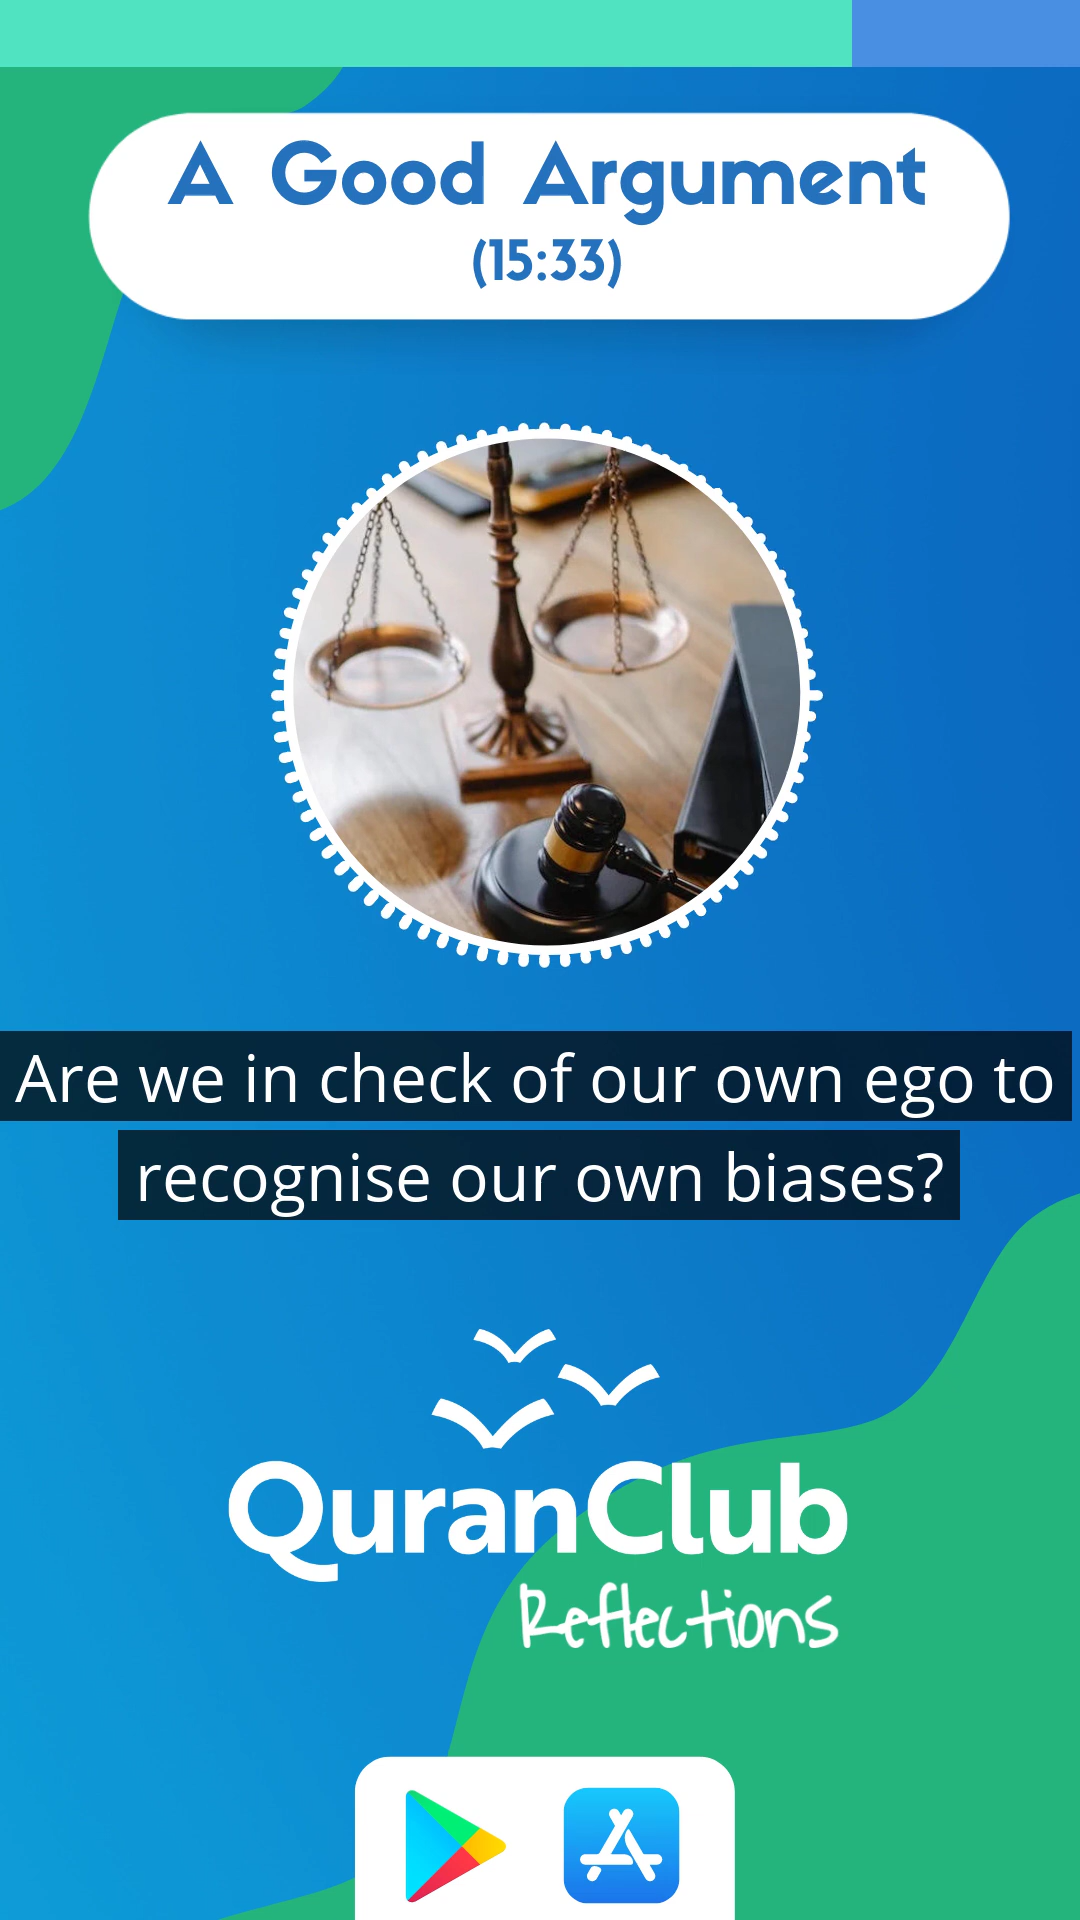 A Good Argument
(15:33)
Are we in check of our own ego to
recognise our own biases?
QuranClub
Reflections